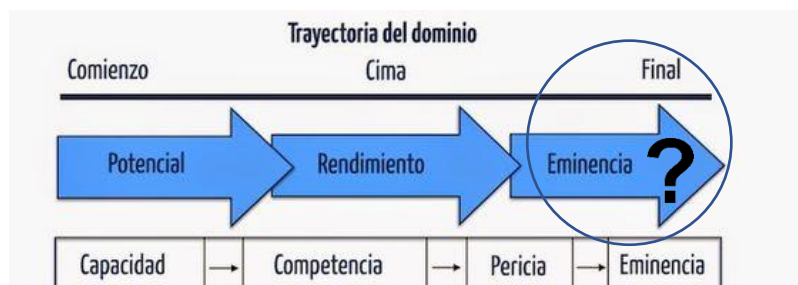 Trayectoria del dominio
Comienzo Cima Final
Potencial Rendimiento Eminencia ?
Capacidad → Competencia → Pericia → Eminencia